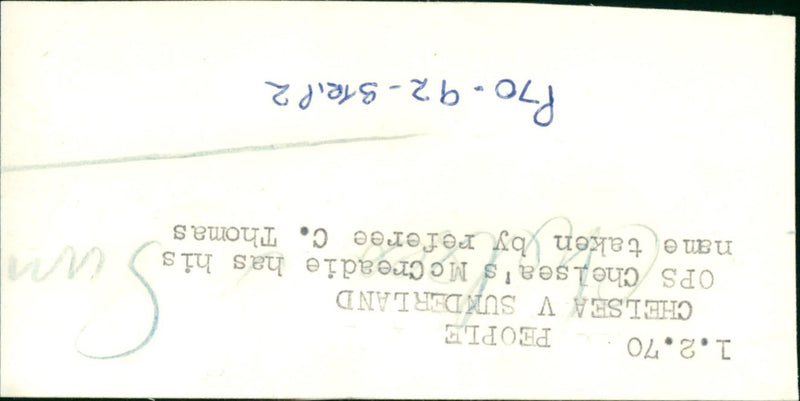 1.2.70 PEOPLE
CHELSEA V SUNDERLAND
OPS Chelsea's McCreadie has his
name taken by referee C. Thomas
P70 - 92 - STR.P2